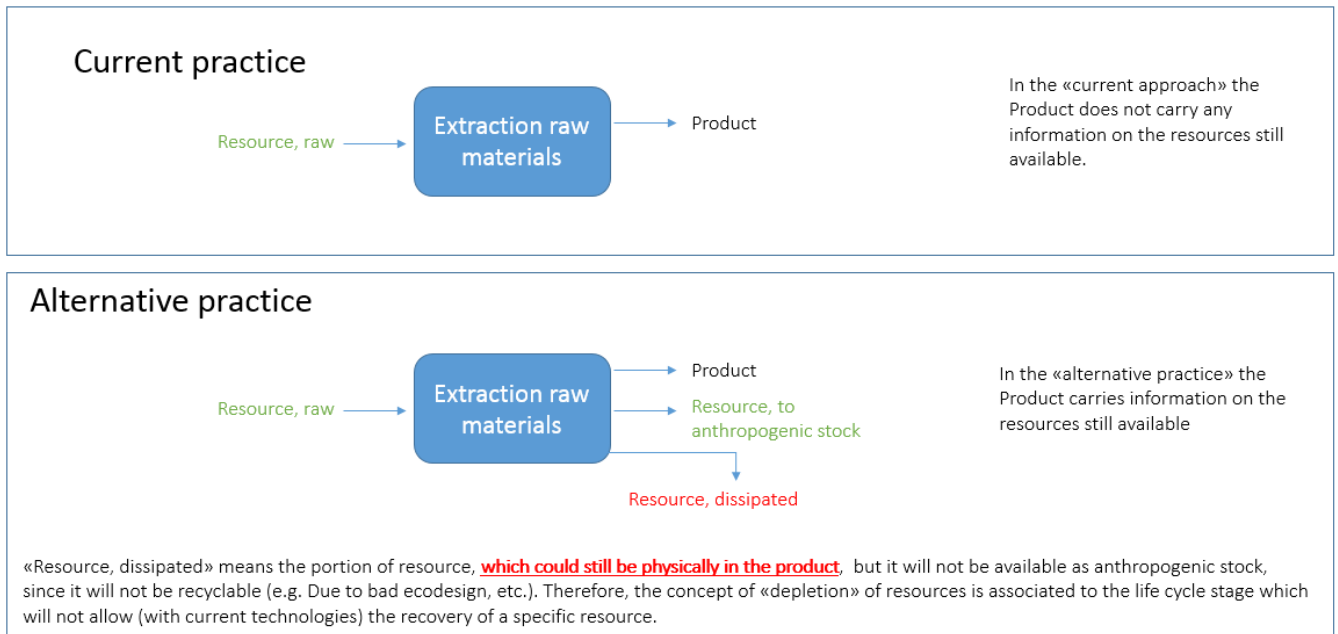 Current practice
Resource, raw
Extraction raw
materials
Product
In the «current approach» the
Product does not carry any
information on the resources still
available.
Alternative practice
Resource, raw
Extraction raw
materials
Product
Resource, to
anthropogenic stock
Resource, dissipated
In the «alternative practice» the
Product carries information on the
resources still available
«Resource, dissipated» means the portion of resource, which could still be physically in the product, but it will not be available as anthropogenic stock,
since it will not be recyclable (e.g. Due to bad ecodesign, etc.). Therefore, the concept of «depletion» of resources is associated to the life cycle stage which
will not allow (with current technologies) the recovery of a specific resource.